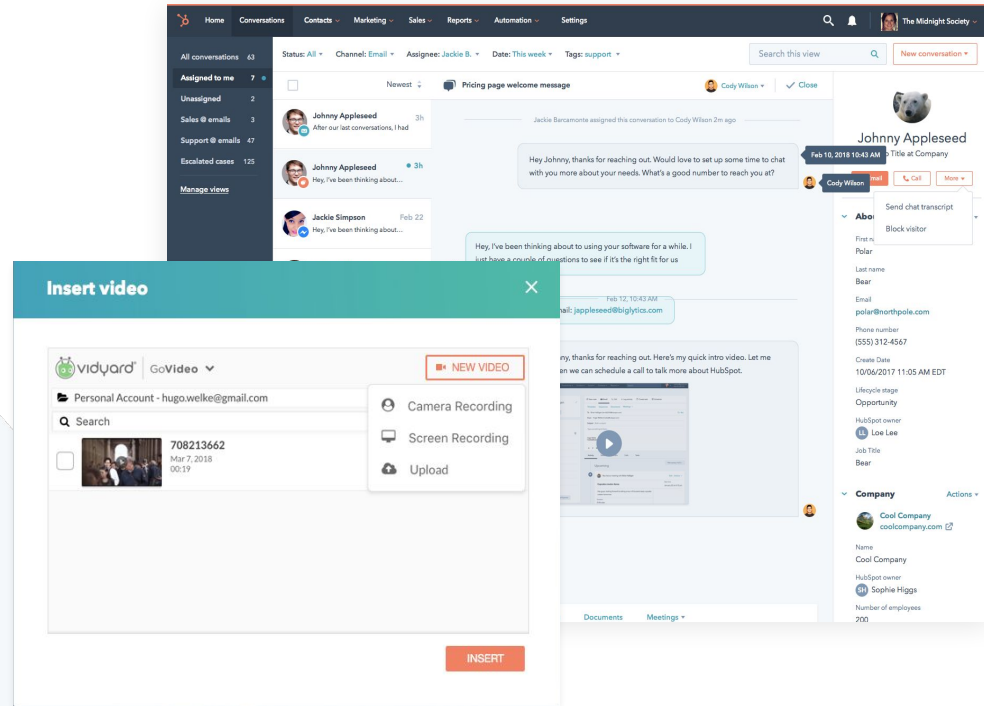 Home Conversations Contacts Marketing Sales Reports Automation Settings The Midnight Society
All conversations 63
Assigned to me 7
Unassigned 2
Sales @ emails 3
Support @ emails 47
Escalated cases 125
Manage views
Status: All Channel: Email Assignee: Jackie B. Date: This week Tags: support
Search this view
New conversation
Newest
Pricing page welcome message
Cody Wilson
Close
Johnny Appleseed 3h
After our last conversations, I had
Johnny Appleseed 3h
Hey, I've been thinking about...
Jackie Simpson Feb 22
Hey, I've been thinking about...
Jackie Barcamonte assigned this conversation to Cody Wilson 2m ago
Hey Johnny, thanks for reaching out. Would love to set up some time to chat
with you more about your needs. What's a good number to reach you at?
Feb 10, 2018 10:43 AM
Cody Wilson
Hey, I've been thinking about to using your software for a while. I
just have a couple of questions to see if it's the right fit for us
Feb 12, 10:43 AM
jappleseed@biglytics.com
thanks for reaching out. Here's my quick intro video. Let me
we can schedule a call to talk more about HubSpot.
Documents Meetings
Johnny Appleseed
Title at Company
Call
More
Send chat transcript
Block visitor
Polar
Last name
Bear
Email
polar@northpole.com
Phone number
(555) 312-4567
Create Date
10/06/2017 11:05 AM EDT
Lifecycle stage
Opportunity
HubSpot owner
LL Loe Lee
Job Title
Bear
Company Actions
Cool Company
coolcompany.com
Name
Cool Company
HubSpot owner
SH Sophie Higgs
Number of employees
200
Insert video
vidyard GoVideo
NEW VIDEO
Personal Account - hugo.welke@gmail.com
Search
Camera Recording
Screen Recording
Upload
708213662
Mar 7, 2018
00:19
INSERT